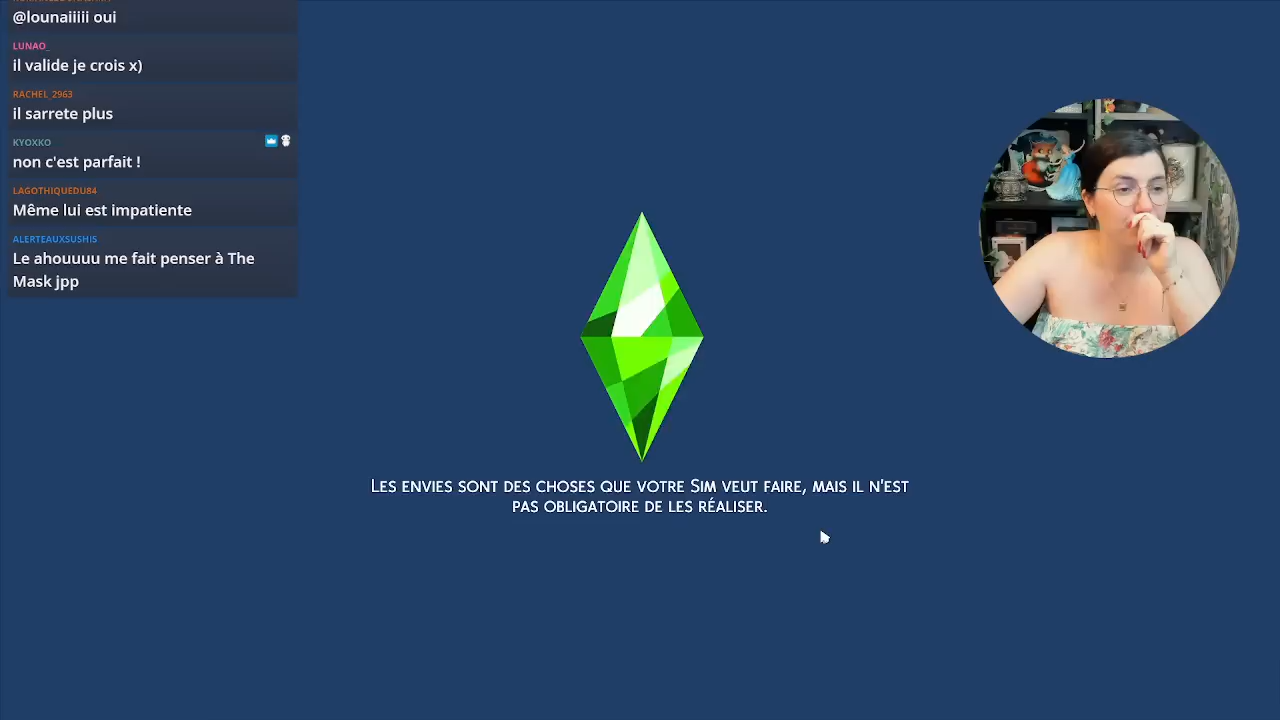 @lounaiiiii oui
LUNAO_
il valide je crois x)
RACHEL_2963
il sarrete plus
KYOXKO
non c'est parfait !
LAGOTHIQUEDU84
Même lui est impatiente
ALERTEAUXSUSHIS
Le ahouuuu me fait penser à The
Mask jpp
Les envies sont des choses que votre Sim veut faire, mais il n'est
pas obligatoire de les réaliser.